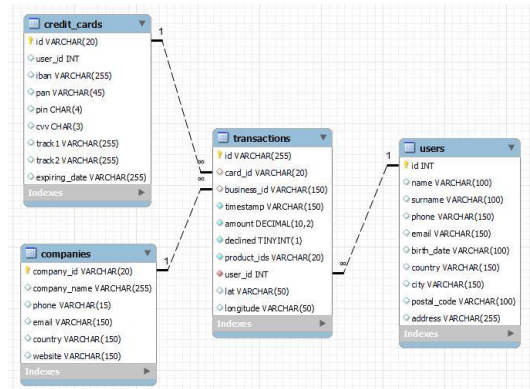 credit_cards
id VARCHAR(20)
user_id INT
iban VARCHAR(255)
pan VARCHAR(45)
pin CHAR(4)
cvv CHAR(3)
track1 VARCHAR(255)
track2 VARCHAR(255)
expiring_date VARCHAR(255)
Indexes
1
∞
∞
1
companies
company_id VARCHAR(20)
company_name VARCHAR(255)
phone VARCHAR(15)
email VARCHAR(150)
country VARCHAR(150)
website VARCHAR(150)
Indexes
transactions
id VARCHAR(255)
card_id VARCHAR(20)
business_id VARCHAR(150)
timestamp VARCHAR(150)
amount DECIMAL(10,2)
declined TINYINT(1)
product_ids VARCHAR(20)
user_id INT
lat VARCHAR(50)
longitude VARCHAR(50)
Indexes
1
∞
users
id INT
name VARCHAR(100)
surname VARCHAR(100)
phone VARCHAR(150)
email VARCHAR(150)
birth_date VARCHAR(100)
country VARCHAR(150)
city VARCHAR(150)
postal_code VARCHAR(100)
address VARCHAR(255)
Indexes